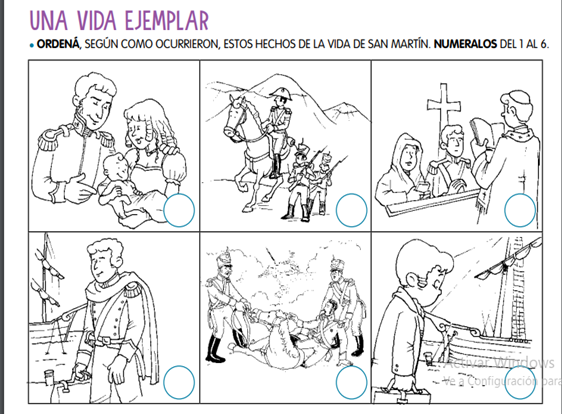 UNA VIDA EJEMPLAR
• ORDENÁ, SEGÚN COMO OCURRIERON, ESTOS HECHOS DE LA VIDA DE SAN MARTÍN. NUMERALOS DEL 1 AL 6.
Activar Windows
Ve a Configuración para